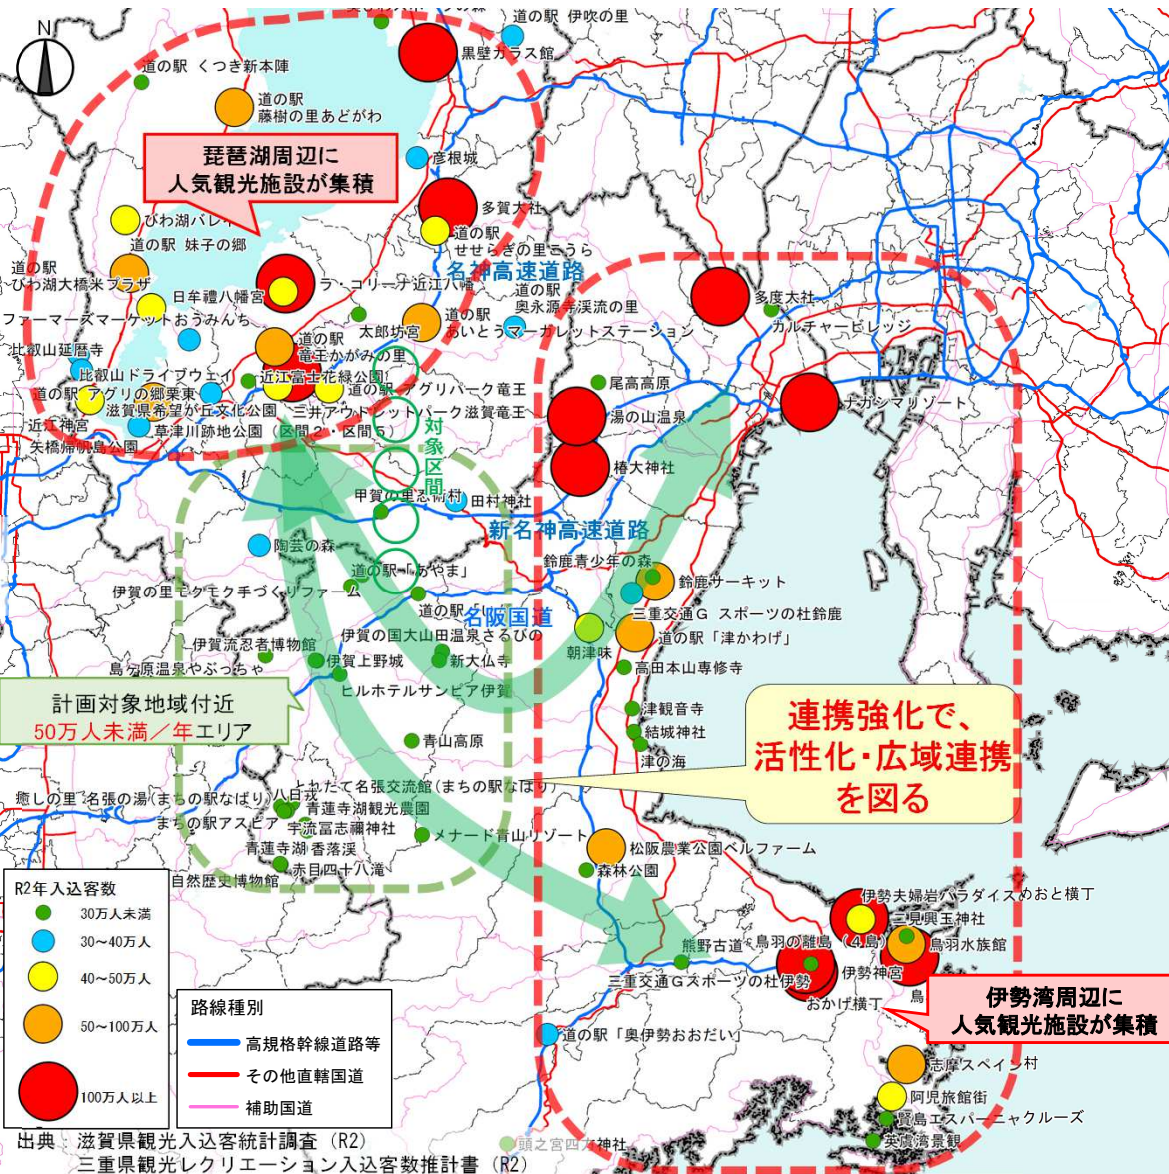 N
道の駅 伊吹の里
黒壁ガラス館
道の駅 くつき新本陣
道の駅
藤樹の里あどがわ
琵琶湖周辺に
人気観光施設が集積
彦根城
多賀大社
びわ湖バレイ
道の駅
せせらぎの里こうら
道の駅 妹子の郷
名神高速道路
道の駅
びわ湖大橋米プラザ
日牟禮八幡宮
ラ・コリーナ近江八幡
道の駅
奥永源寺渓流の里
多度大社
ファーマーズマーケットおうみんち
太郎坊宮
あいとうマーガレットステーション
カルチャービレッジ
道の駅
竜王かがみの里
比叡山延暦寺
比叡山ドライブウェイ
近江富士花緑公園
道の駅 アグリの郷栗東
道の駅 アグリパーク竜王
尾高高原
滋賀県希望が丘文化公園
三井アウトレットパーク滋賀竜王
湯の山温泉
ナガシマリゾート
近江神宮
草津川跡地公園（区間2・区間5）
対象区間
矢橋帰帆島公園
椿大神社
甲賀の里忍術村
田村神社
新名神高速道路
陶芸の森
鈴鹿青少年の森
道の駅「あやま」
鈴鹿サーキット
伊賀の里モクモク手づくりファーム
道の駅
名阪国道
三重交通G スポーツの杜鈴鹿
伊賀の国大山田温泉さるびの
道の駅「津かわげ」
伊賀流忍者博物館
朝津味
島ヶ原温泉やぶっちゃ
伊賀上野城
新大仏寺
高田本山専修寺
ヒルホテルサンピア伊賀
計画対象地域付近
50万人未満／年エリア
津観音寺
結城神社
津の海
青山高原
連携強化で、
活性化・広域連携
を図る
とれたて名張交流館(まちの駅なばり)
癒しの里 名張の湯(まちの駅なばり)
八日戎
青蓮寺湖観光農園
まちの駅アスピア
宇流冨志禰神社
メナード青山リゾート
松阪農業公園ベルファーム
青蓮寺湖
香落渓
赤目四十八滝
森林公園
自然歴史博物館
伊勢夫婦岩パラダイスめおと横丁
二見興玉神社
熊野古道
鳥羽の離島（4島）
鳥羽水族館
伊勢神宮
三重交通Gスポーツの杜伊勢
おかげ横丁
鳥
伊勢湾周辺に
人気観光施設が集積
道の駅「奥伊勢おおだい」
志摩スペイン村
阿児旅館街
賢島エスパーニャクルーズ
英虞湾景観
頭之宮四方神社
R2年入込客数
30万人未満
30～40万人
40～50万人
50～100万人
100万人以上
路線種別
高規格幹線道路等
その他直轄国道
補助国道
出典：滋賀県観光入込客統計調査（R2）
三重県観光レクリエーション入込客数推計書（R2）